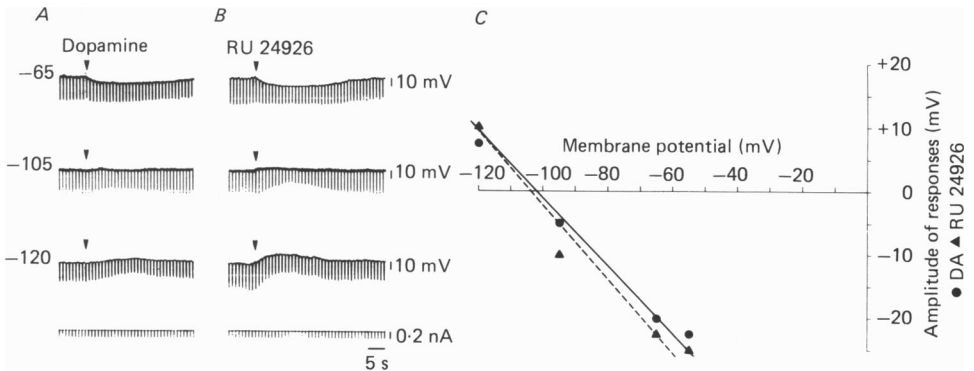 A
B
C
Dopamine
RU 24926
−65
10 mV
−105
10 mV
−120
10 mV
0·2 nA
5 s
+20
+10
0
−10
−20
Membrane potential (mV)
−120 −100 −80 −60 −40 −20
Amplitude of responses (mV)
● DA ▲ RU 24926